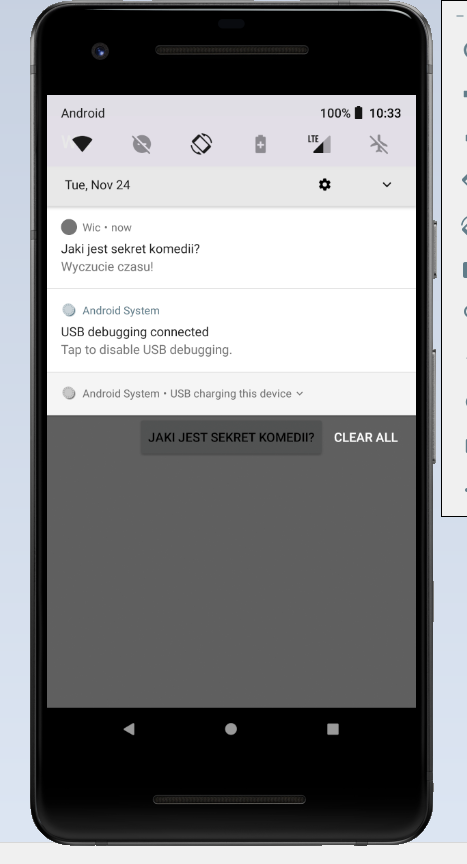 Android 100% 10:33
LTE
Tue, Nov 24
Wic • now
Jaki jest sekret komedii?
Wyczucie czasu!
Android System
USB debugging connected
Tap to disable USB debugging.
Android System • USB charging this device
JAKI JEST SEKRET KOMEDII? CLEAR ALL